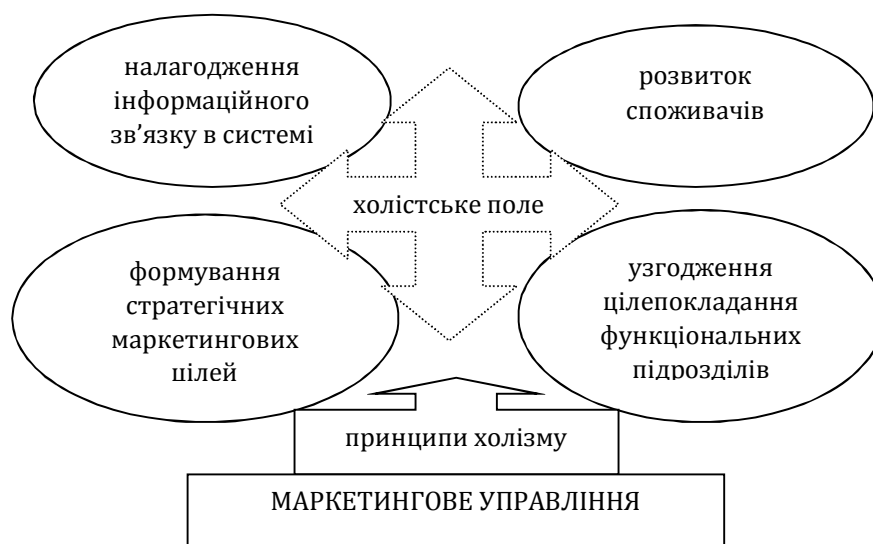 налагодження
інформаційного
зв’язку в системі
розвиток
споживачів
холістське поле
формування
стратегічних
маркетингових
цілей
узгодження
цілепокладання
функціональних
підрозділів
принципи холізму
МАРКЕТИНГОВЕ УПРАВЛІННЯ